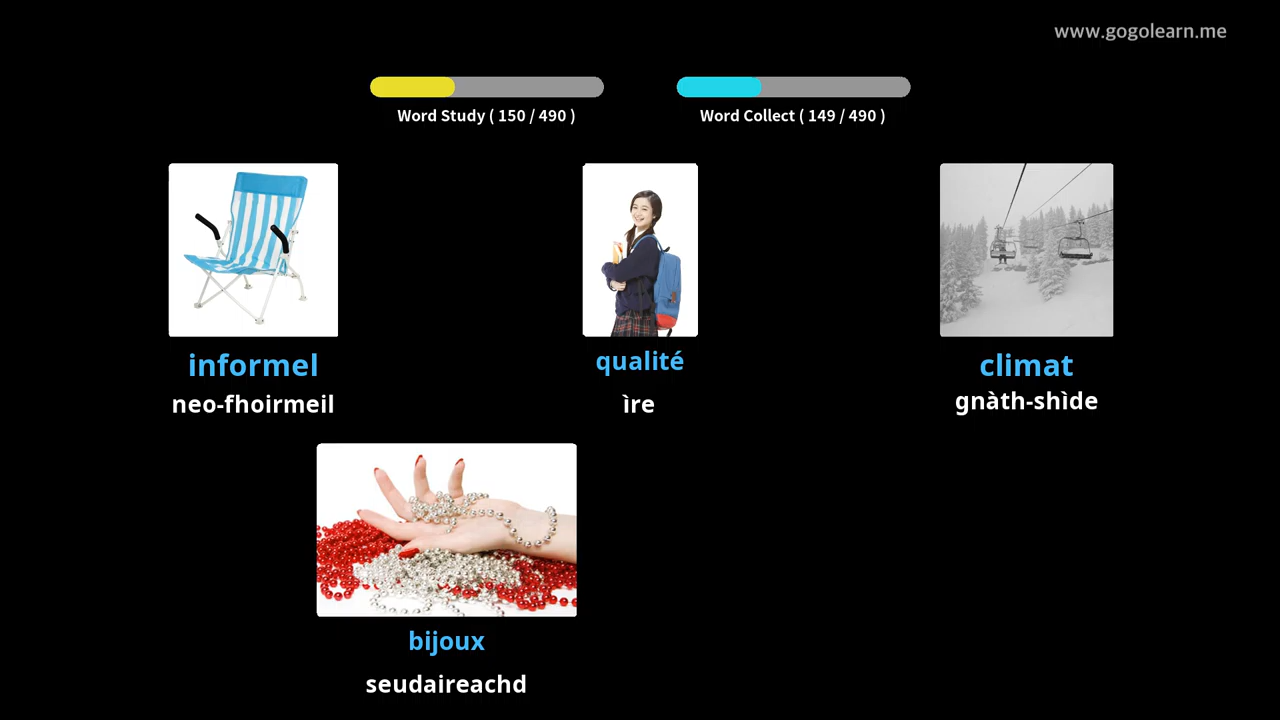 www.gogolearn.me
Word Study ( 150 / 490 )
Word Collect ( 149 / 490 )
informel
neo-fhoirmeil
qualité
ìre
climat
gnàth-shìde
bijoux
seudaireachd